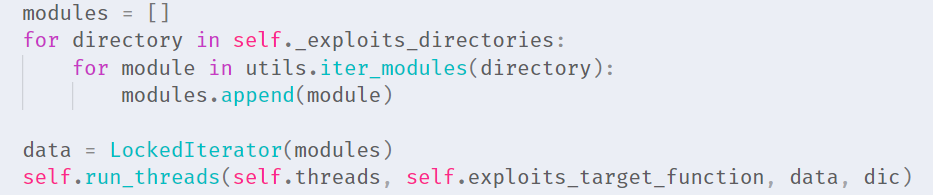 modules = []
for directory in self._exploits_directories:
    for module in utils.iter_modules(directory):
        modules.append(module)

data = LockedIterator(modules)
self.run_threads(self.threads, self.exploits_target_function, data, dic)